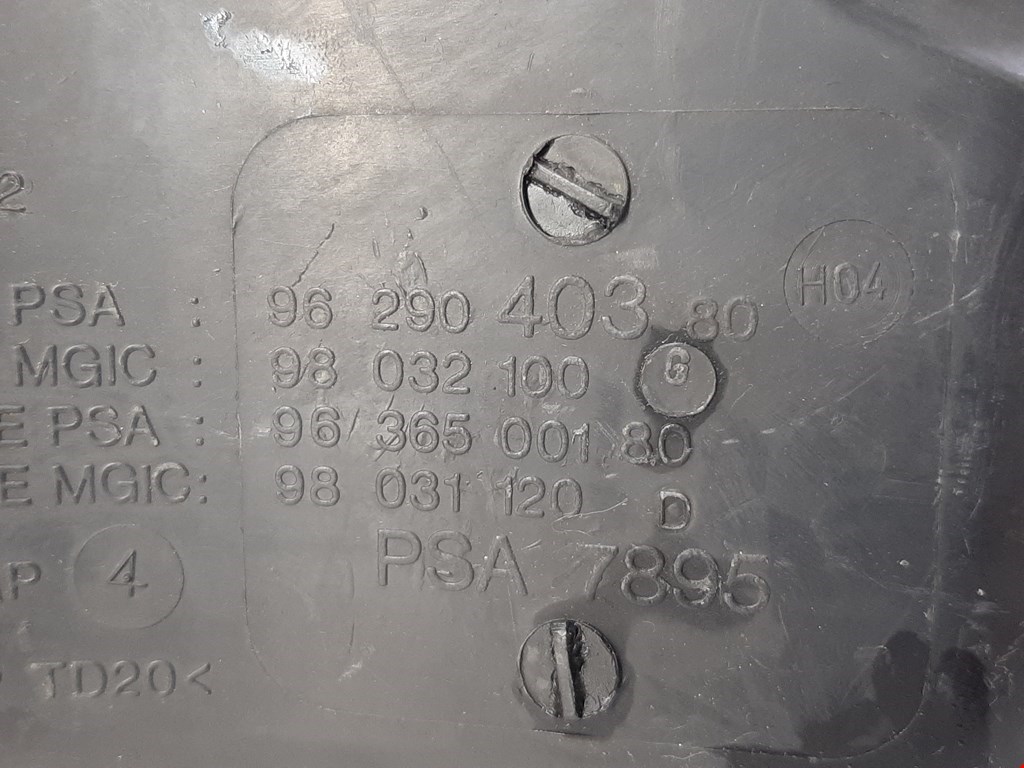 2
H04
PSA : 96 290 403 80
MGIC : 98 032 100 G
E PSA : 96 365 001 80
E MGIC: 98 031 120 D
PSA 7895
AP 4
P TD20<